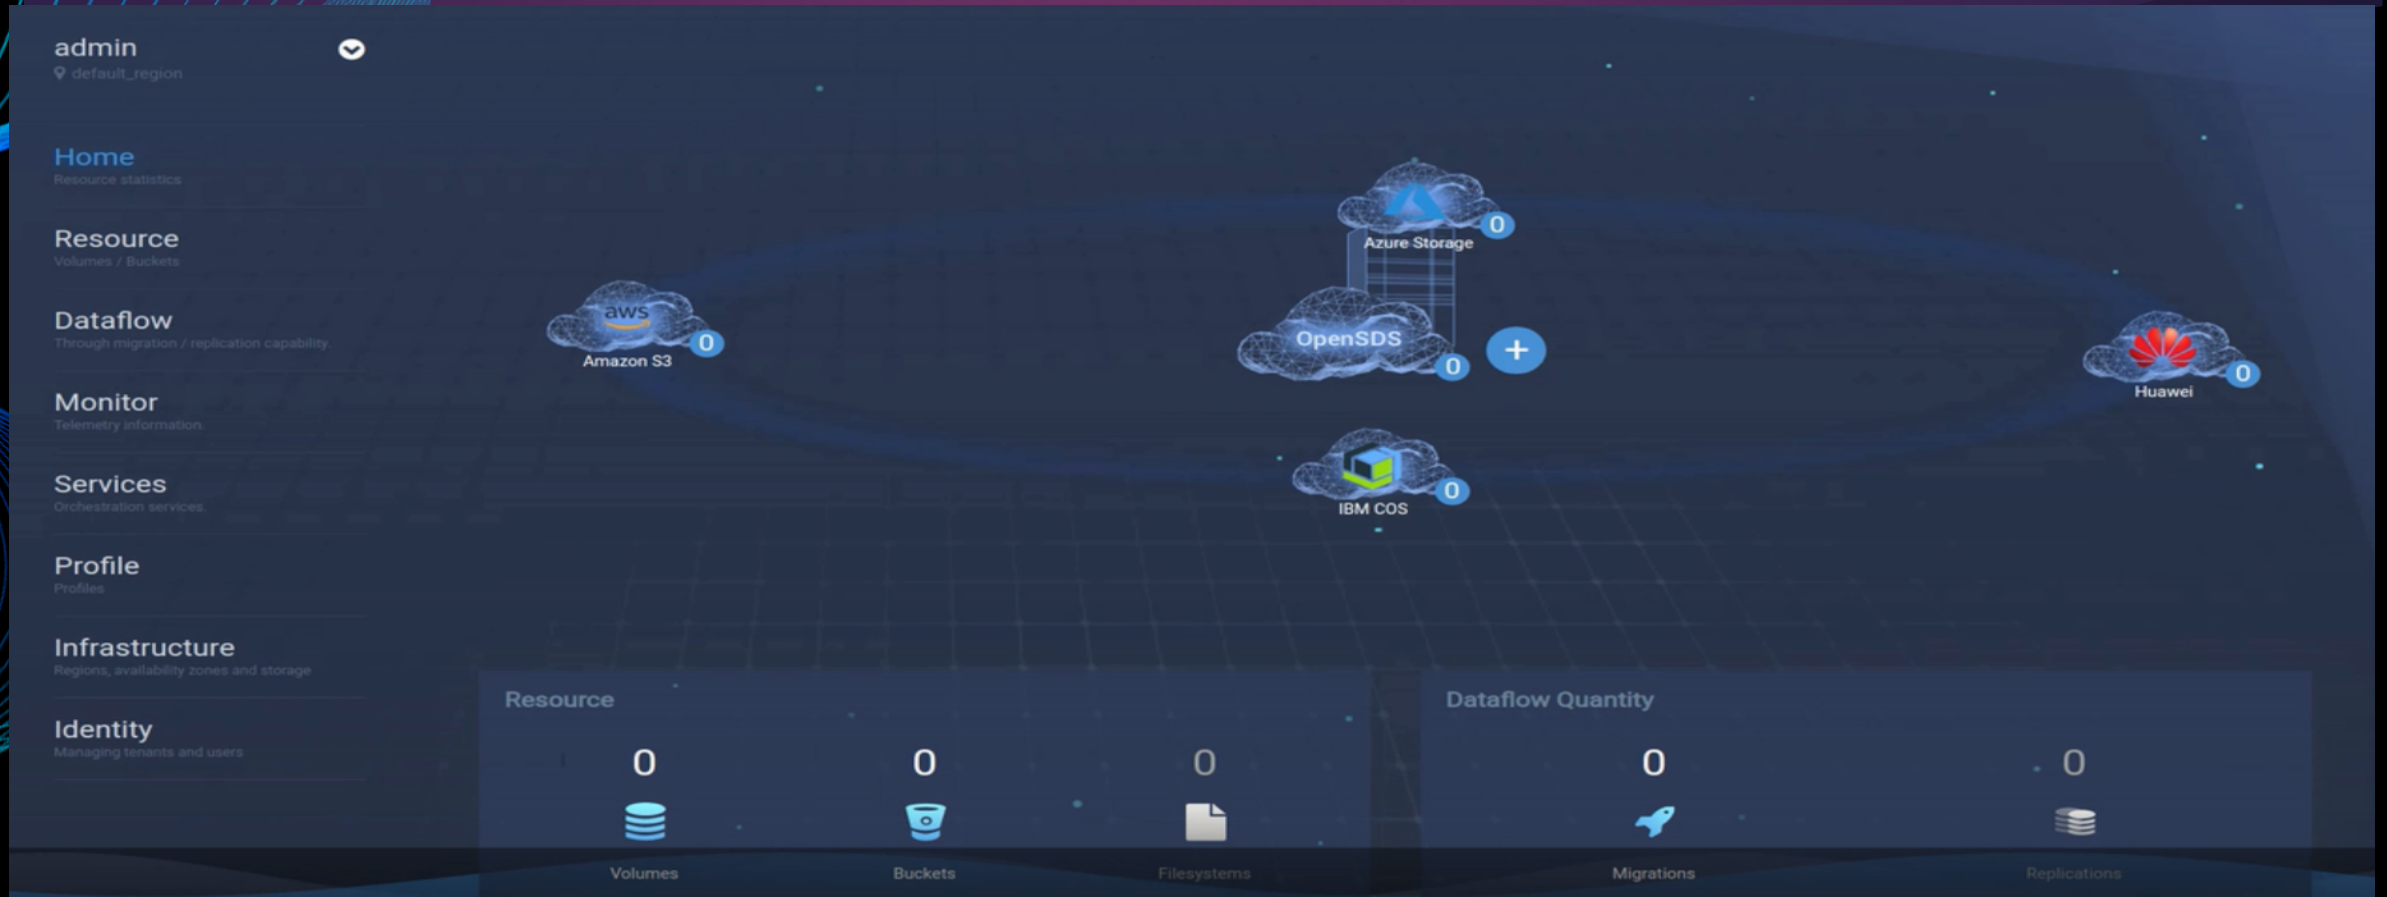 admin
default_region
Home
Resource statistics
Resource
Volumes / Buckets
Dataflow
Through migration / replication capability.
Monitor
Telemetry information.
Services
Orchestration services.
Profile
Profiles
Infrastructure
Regions, availability zones and storage
Identity
Managing tenants and users
0
Azure Storage
aws
0
Amazon S3
OpenSDS
0
+
0
Huawei
0
IBM COS
Resource
0
0
0
Volumes
Buckets
Filesystems
Dataflow Quantity
0
0
Migrations
Replications